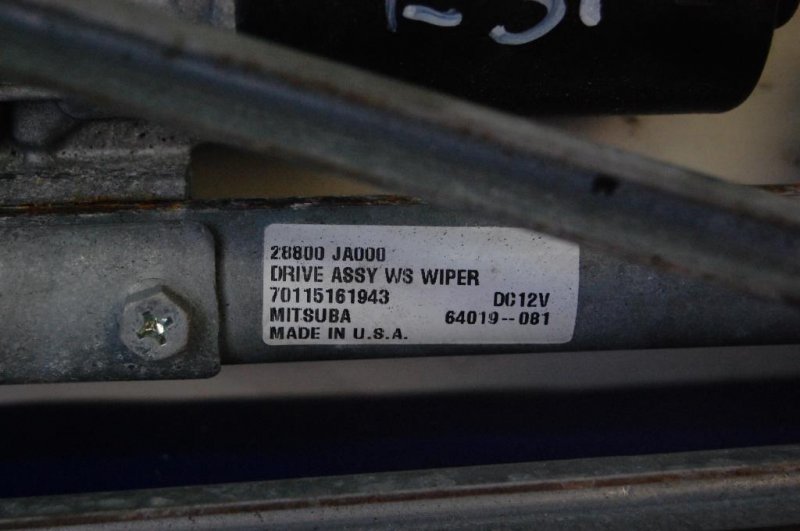 28800 JA000
DRIVE ASSY WS WIPER
70115161943 DC12V
MITSUBA 64019--081
MADE IN U.S.A.